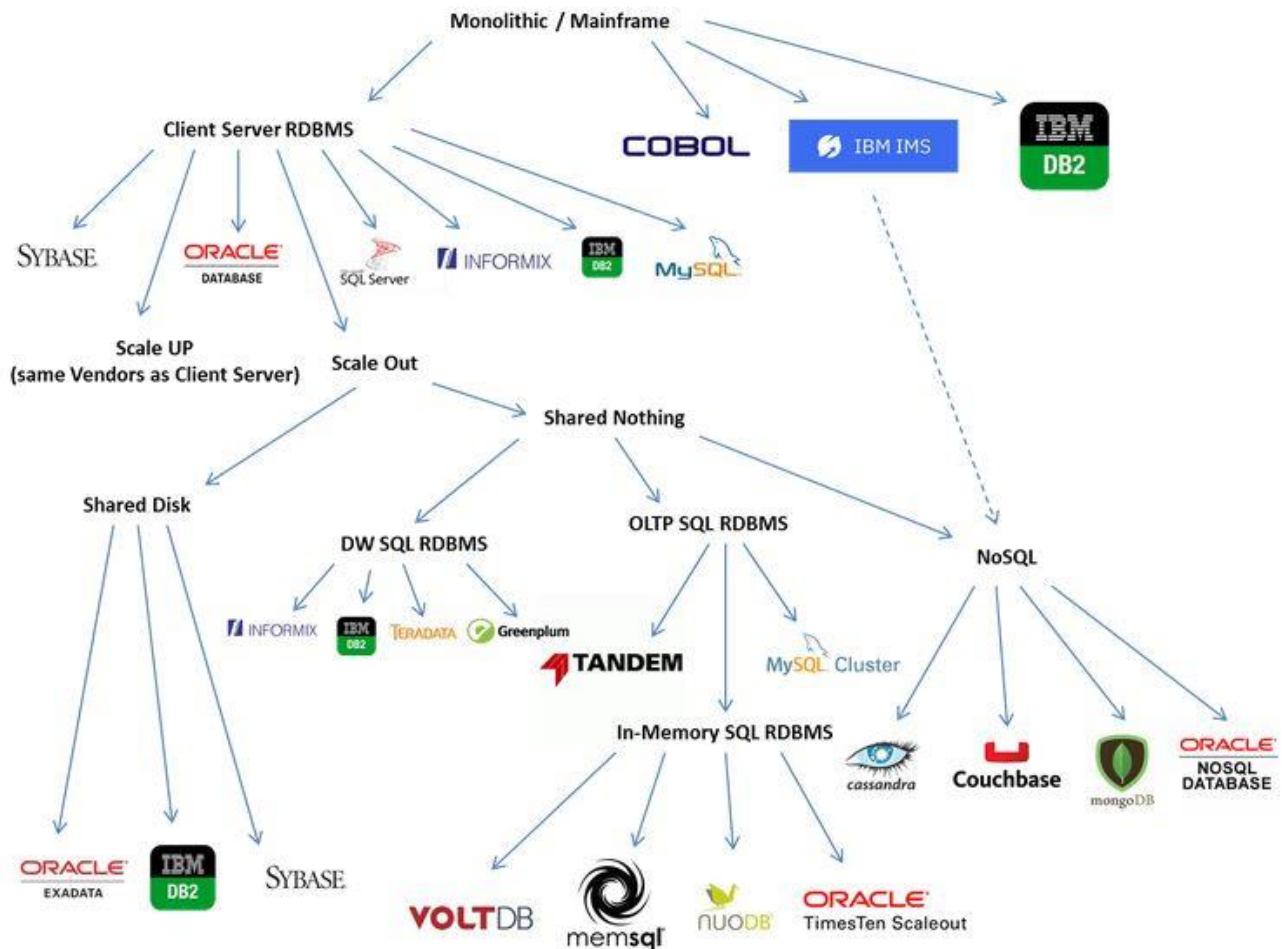 Monolithic / Mainframe
Client Server RDBMS
COBOL
IBM IMS
IBM
DB2
SYBASE
ORACLE
DATABASE
SQL Server
INFORMIX
IBM
DB2
MySQL
Scale UP
(same Vendors as Client Server)
Scale Out
Shared Nothing
Shared Disk
DW SQL RDBMS
OLTP SQL RDBMS
NoSQL
INFORMIX
IBM
DB2
TERADATA
Greenplum
TANDEM
MySQL Cluster
In-Memory SQL RDBMS
cassandra
Couchbase
mongoDB
ORACLE
NOSQL
DATABASE
ORACLE
EXADATA
IBM
DB2
SYBASE
VOLTDB
memsql
NUODB
ORACLE
TimesTen Scaleout